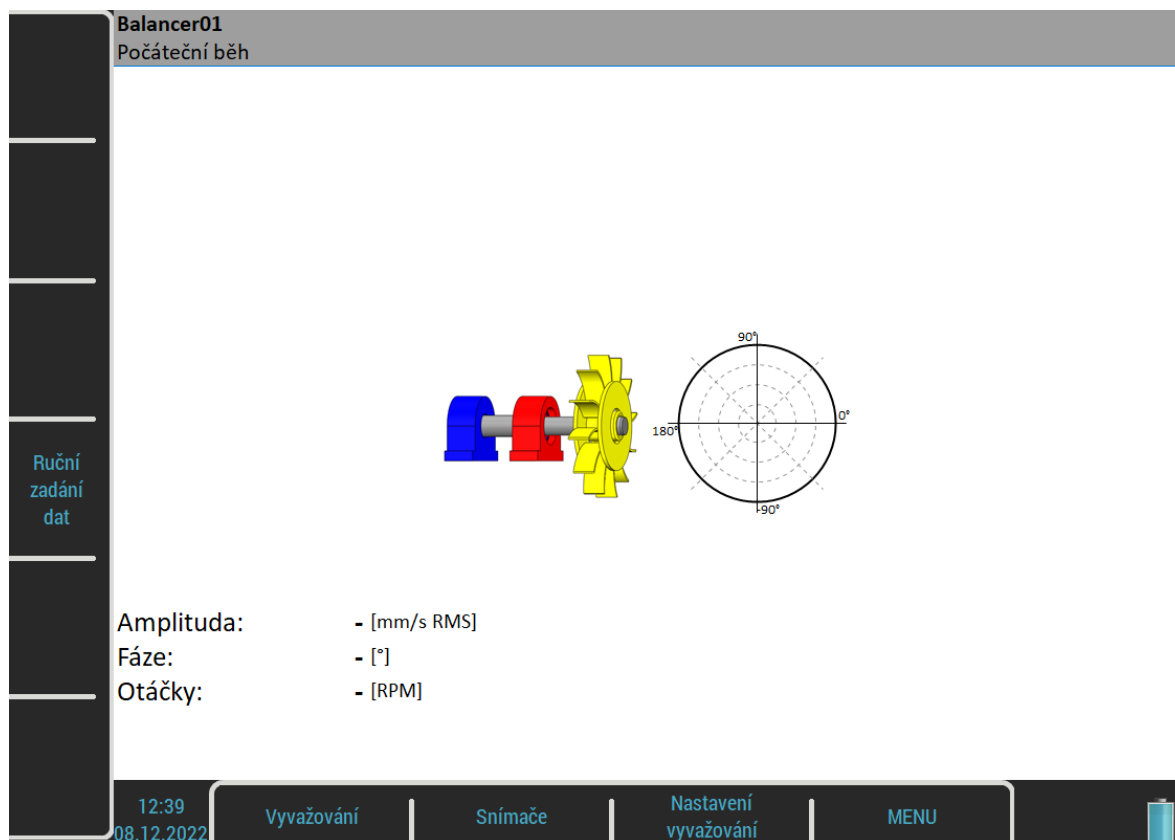 Balancer01
Počáteční běh
90°
0°
180°
-90°
Ruční
zadání
dat
Amplituda: - [mm/s RMS]
Fáze: - [°]
Otáčky: - [RPM]
12:39
08.12.2022
Vyvažování
Snímače
Nastavení
vyvažování
MENU